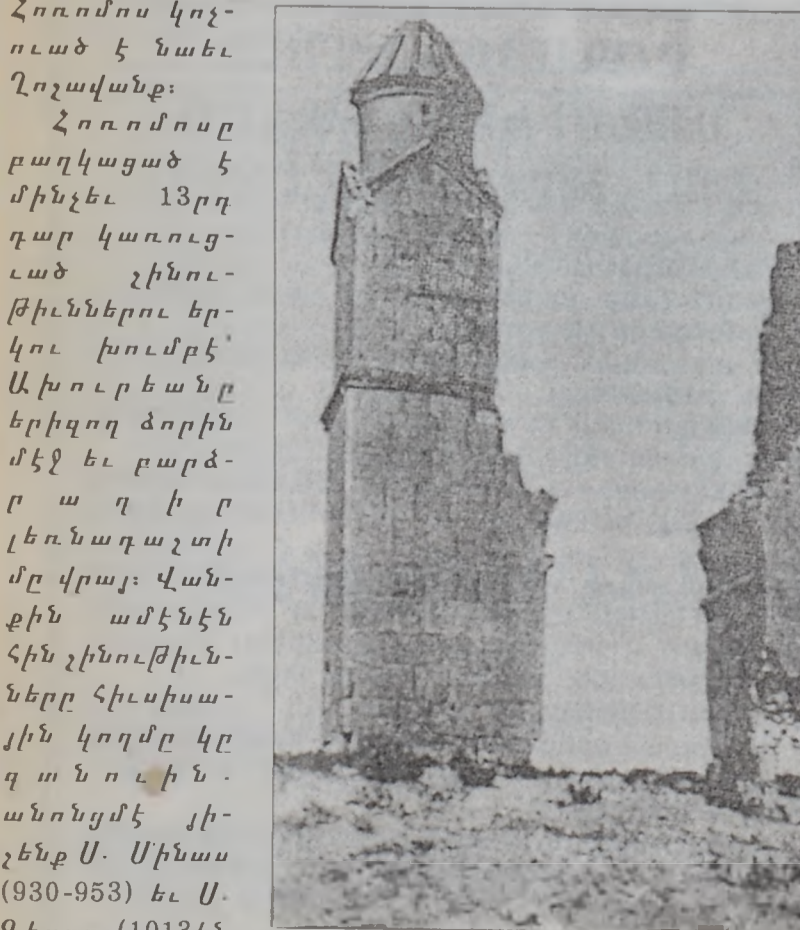 Հոռոմոս կոչ-
ուած է նաեւ
Ղոշավանք։
Հոռոմոսը
բաղկացած է
մինչեւ 13րդ
դար կառուց-
ւած շինու-
թիւններու եր-
կու խումբէ՝
Ախուրեանը
երիզող ձորին
մէջ եւ բարձ-
րադիր
լեռնադաշտի
մը վրայ։ Վան-
քին ամէնէն
հին շինութիւն-
ները հիւսիսա-
յին կողմը կը
գտնուին.
անոնցմէ յի-
շենք Ս. Մինաս
(930-953) եւ Ս.